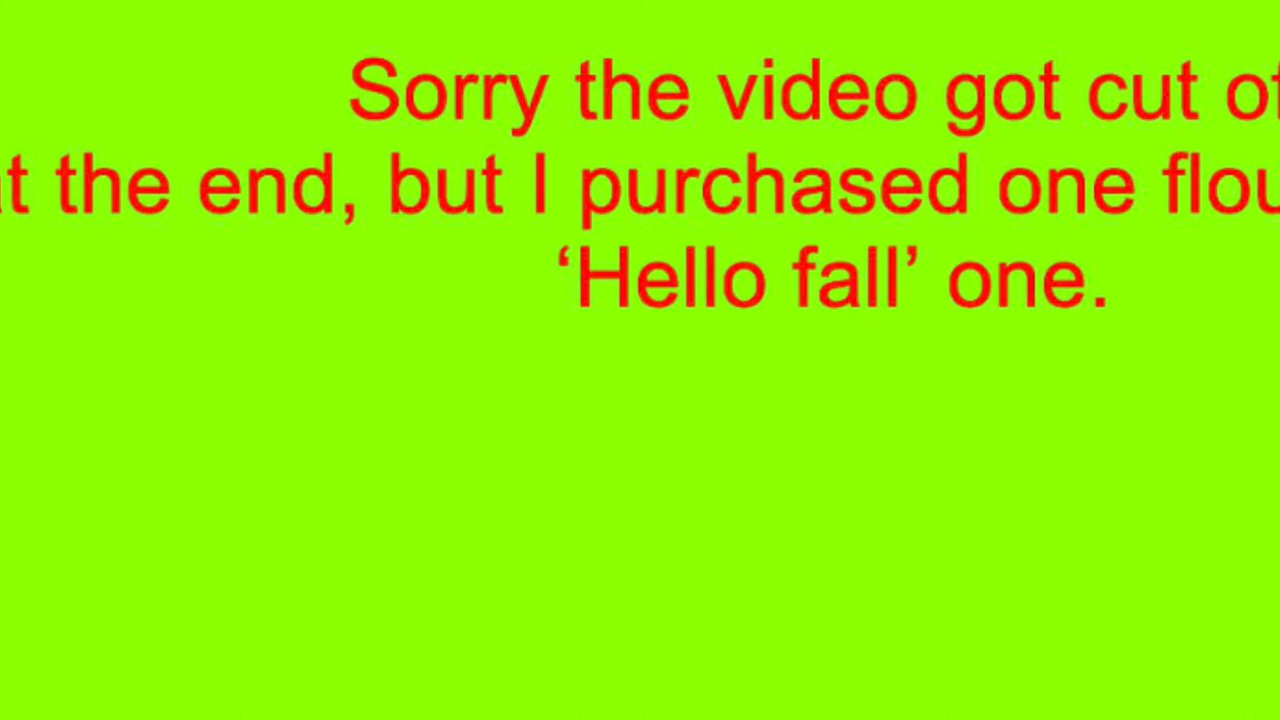 Sorry the video got cut
the end, but I purchased one
‘Hello fall’ one.